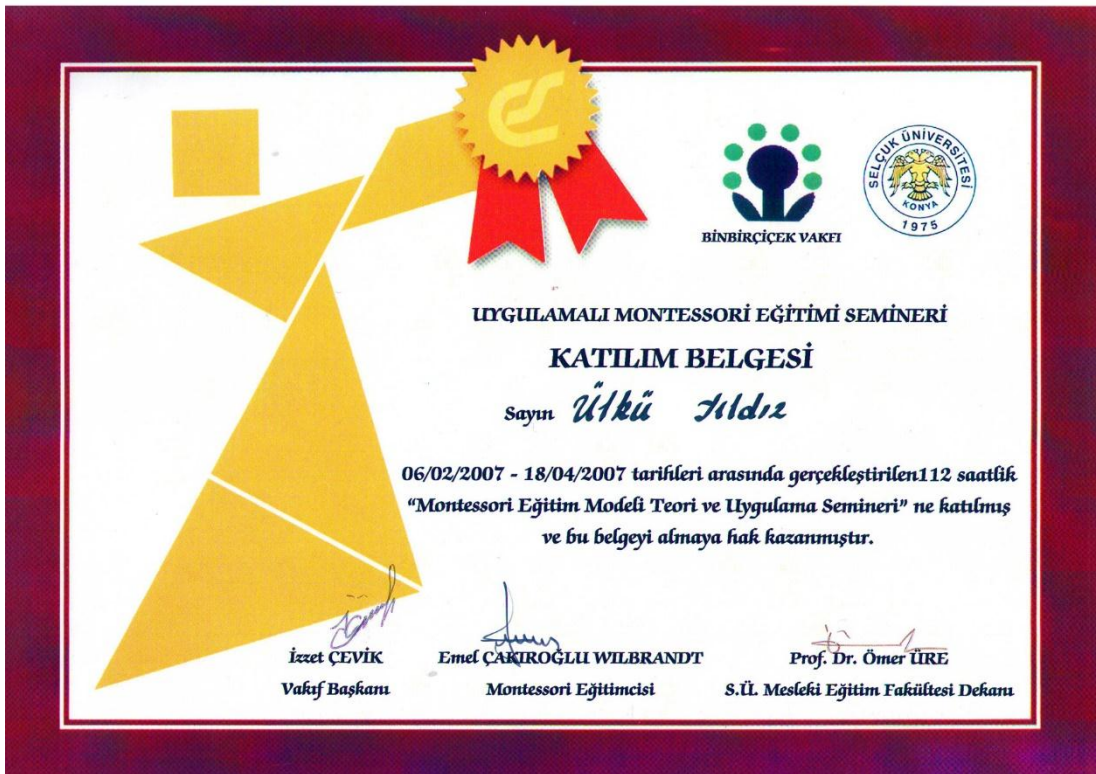 BİNBİRÇİÇEK VAKFI
SELÇUK ÜNİVERSİTESİ
KONYA
1975
UYGULAMALI MONTESSORİ EĞİTİMİ SEMİNERİ
KATILIM BELGESİ
Sayın Ülkü Yıldız
06/02/2007 - 18/04/2007 tarihleri arasında gerçekleştirilen112 saatlik
“Montessori Eğitim Modeli Teori ve Uygulama Semineri” ne katılmış
ve bu belgeyi almaya hak kazanmıştır.
İzzet ÇEVİK
Vakıf Başkanı
Emel ÇAKIROĞLU WILBRANDT
Montessori Eğitimcisi
Prof. Dr. Ömer ÜRE
S.Ü. Mesleki Eğitim Fakültesi Dekanı